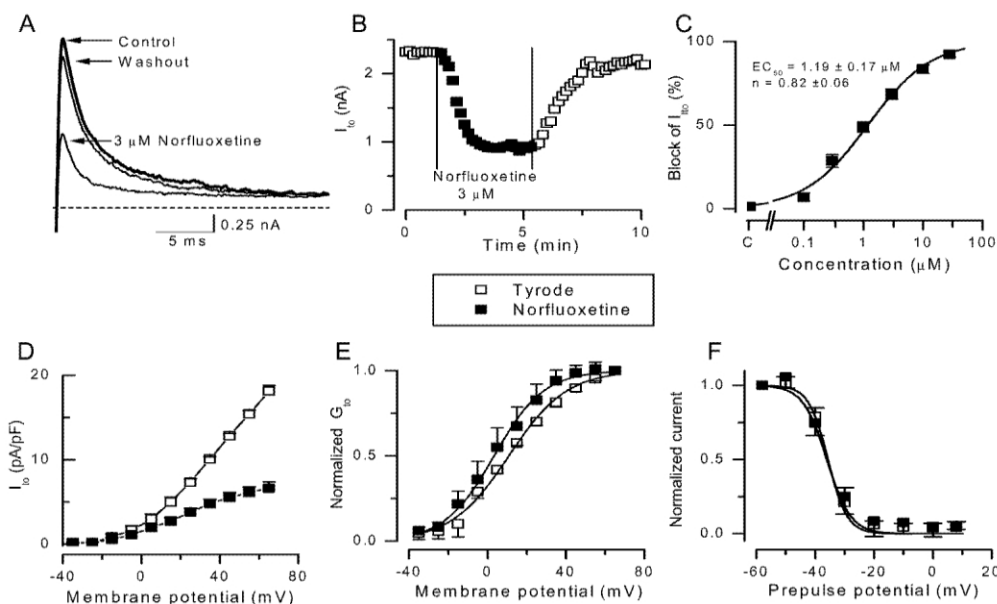 A
Control
Washout
3 μM Norfluoxetine
0.25 nA
5 ms
B
I to (nA)
2
1
0
Norfluoxetine
3 μM
0 5 10
Time (min)
C
Block of I to (%)
100
50
0
EC50 = 1.19 ± 0.17 μM
n = 0.82 ±0.06
C 0.1 1 10 100
Concentration (μM)
Tyrode
Norfluoxetine
D
I to (pA/pF)
20
10
0
-40 0 40 80
Membrane potential (mV)
E
Normalized G to
1.0
0.5
0.0
-40 0 40 80
Membrane potential (mV)
F
Normalized current
1.0
0.5
0.0
-60 -40 -20 0 20
Prepulse potential (mV)